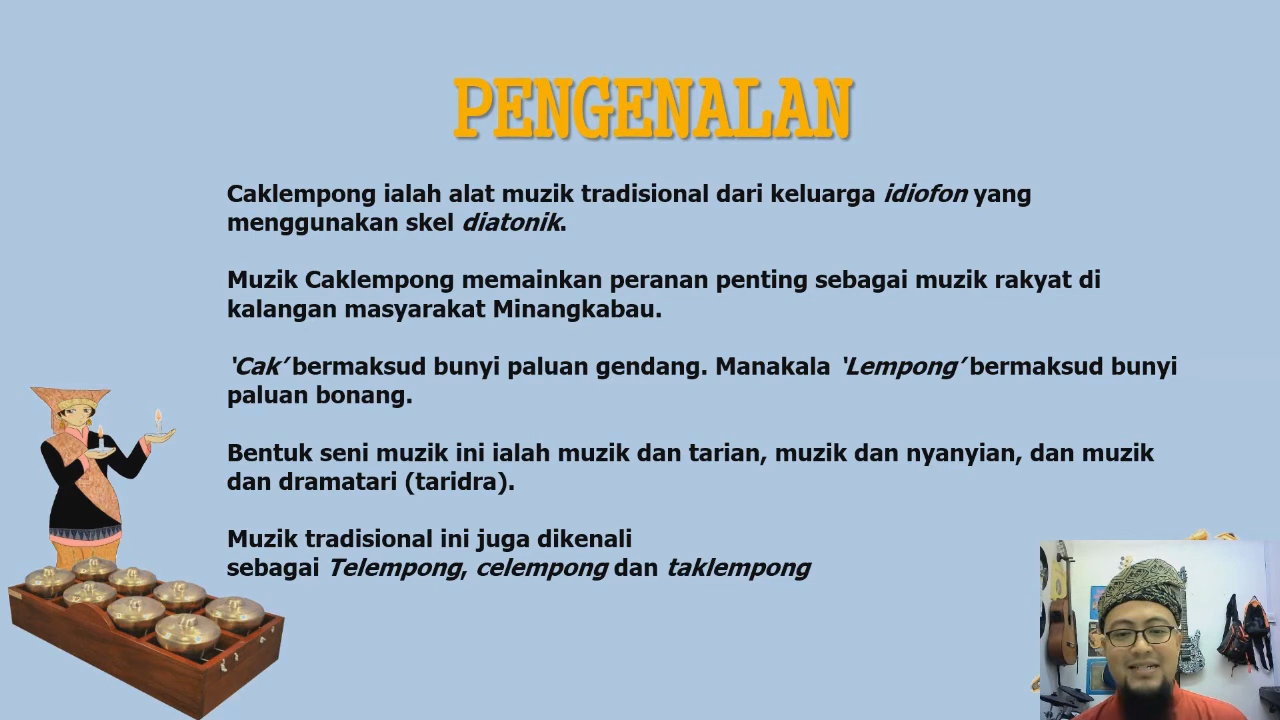 PENGENALAN
Caklempong ialah alat muzik tradisional dari keluarga idiofon yang
menggunakan skel diatonik.
Muzik Caklempong memainkan peranan penting sebagai muzik rakyat di
kalangan masyarakat Minangkabau.
‘Cak’ bermaksud bunyi paluan gendang. Manakala ‘Lempong’ bermaksud bunyi
paluan bonang.
Bentuk seni muzik ini ialah muzik dan tarian, muzik dan nyanyian, dan muzik
dan dramatari (taridra).
Muzik tradisional ini juga dikenali
sebagai Telempong, celempong dan taklempong